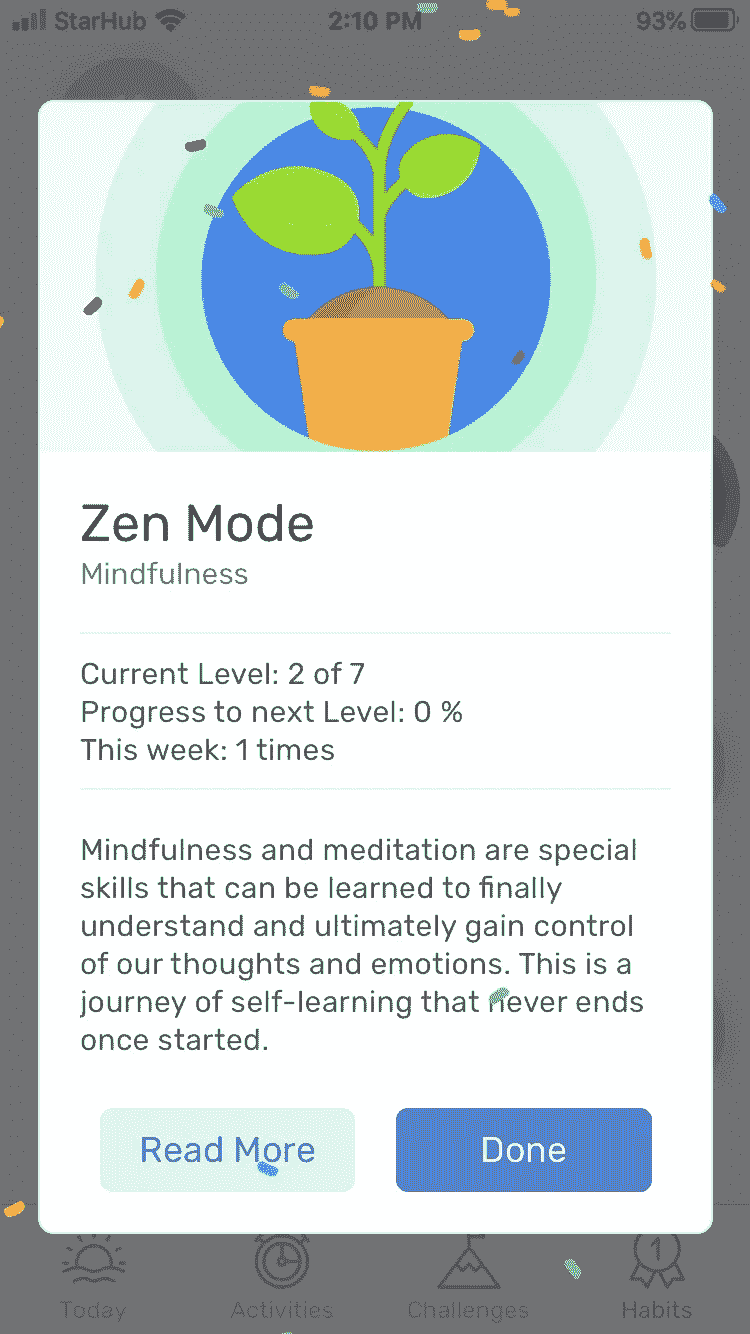 StarHub 2:10 PM 93%
Zen Mode
Mindfulness
Current Level: 2 of 7
Progress to next Level: 0 %
This week: 1 times
Mindfulness and meditation are special
skills that can be learned to finally
understand and ultimately gain control
of our thoughts and emotions. This is a
journey of self-learning that never ends
once started.
Read More Done
1
Today Activities Challenges Habits